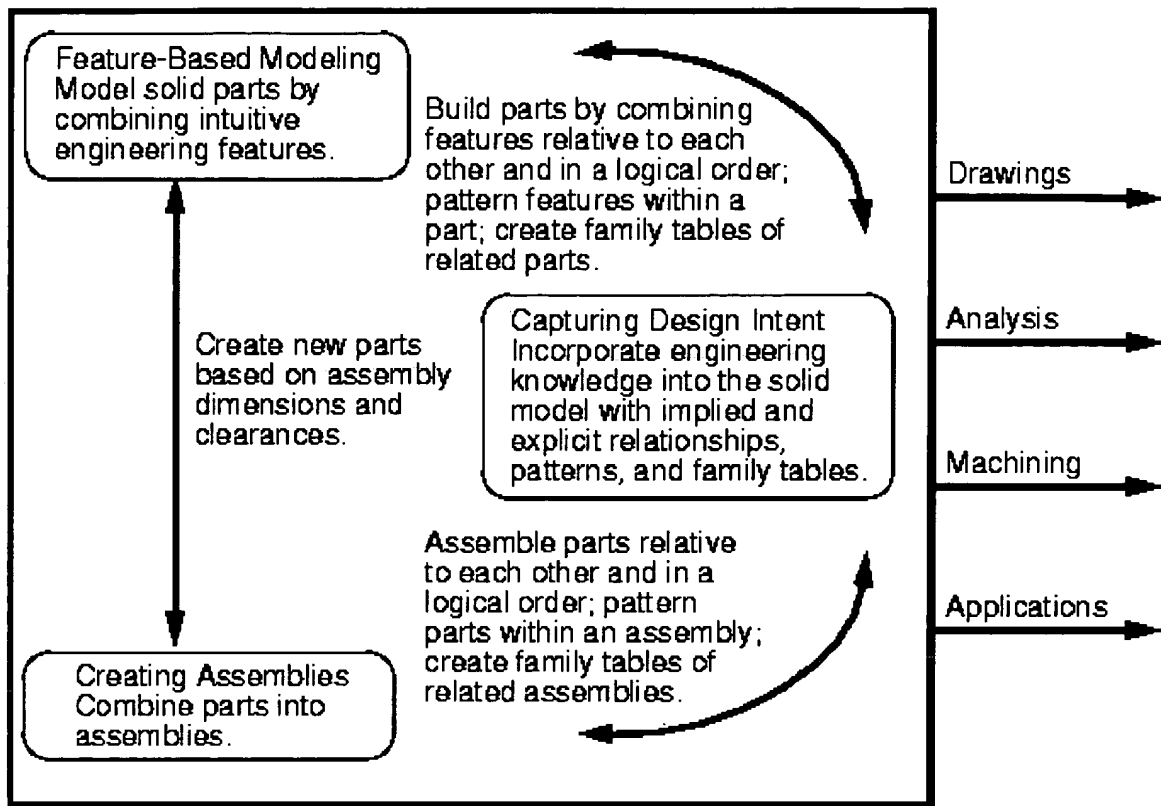 Feature-Based Modeling
Model solid parts by
combining intuitive
engineering features.
Build parts by combining
features relative to each
other and in a logical order;
pattern features within a
part; create family tables of
related parts.
Create new parts
based on assembly
dimensions and
clearances.
Capturing Design Intent
Incorporate engineering
knowledge into the solid
model with implied and
explicit relationships,
patterns, and family tables.
Assemble parts relative
to each other and in a
logical order; pattern
parts within an assembly;
create family tables of
related assemblies.
Creating Assemblies
Combine parts into
assemblies.
Drawings
Analysis
Machining
Applications